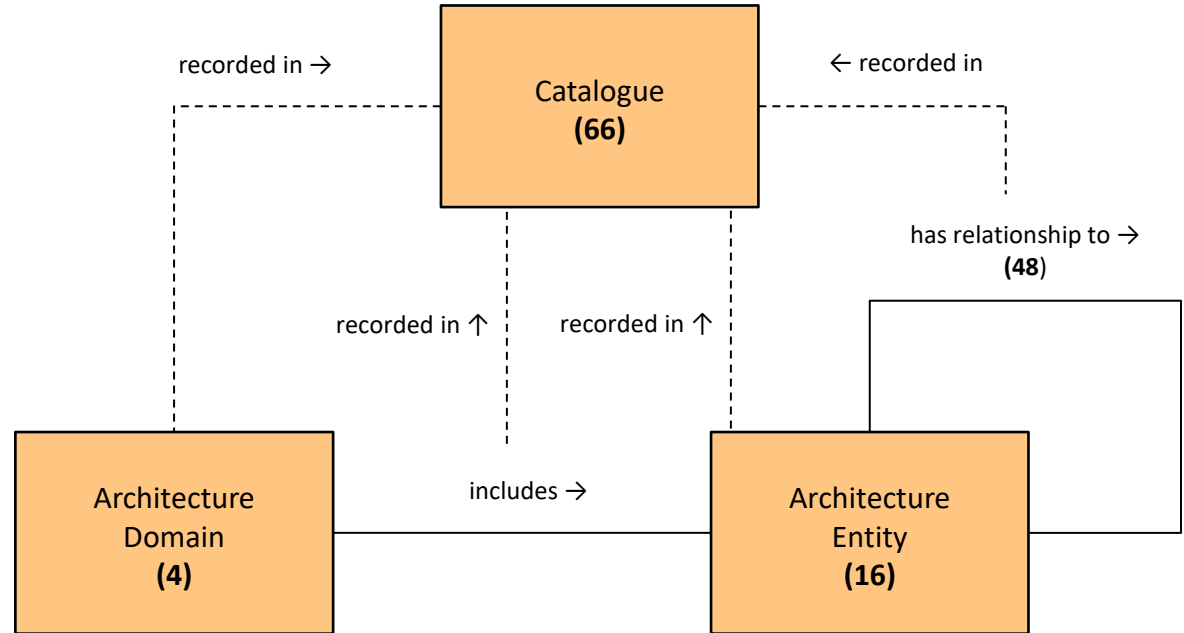 recorded in →
← recorded in
Catalogue
(66)
has relationship to →
(48)
recorded in ↑
recorded in ↑
includes →
Architecture
Domain
(4)
Architecture
Entity
(16)